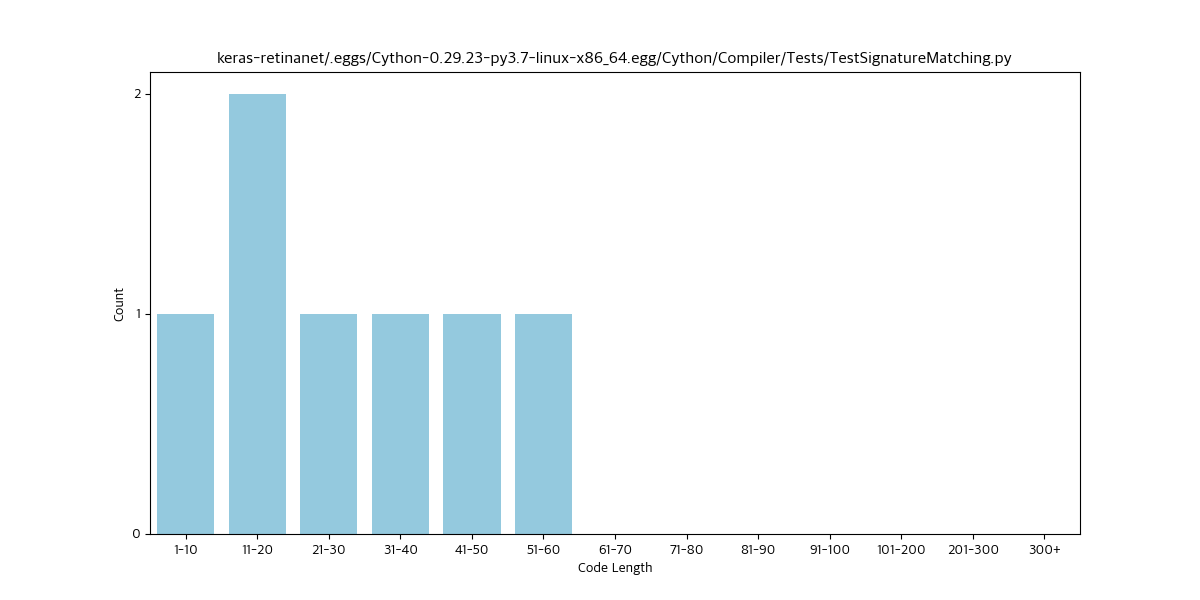 keras-retinanet/.eggs/Cython-0.29.23-py3.7-linux-x86_64.egg/Cython/Compiler/Tests/TestSignatureMatching.py
2
1
0
Count
1-10 11-20 21-30 31-40 41-50 51-60 61-70 71-80 81-90 91-100 101-200 201-300 300+
Code Length